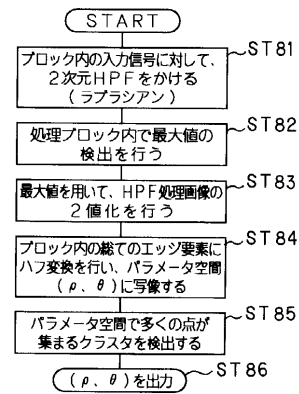 START
ブロック内の入力信号に対して、
2次元HPFをかける
(ラプラシアン)
ST81
処理ブロック内で最大値の
検出を行う
ST82
最大値を用いて、HPF処理画像の
2値化を行う
ST83
ブロック内の総てのエッジ要素に
ハフ変換を行い、パラメータ空間
(ρ、θ)に写像する
ST84
パラメータ空間で多くの点が
集まるクラスタを検出する
ST85
(ρ、θ)を出力
ST86